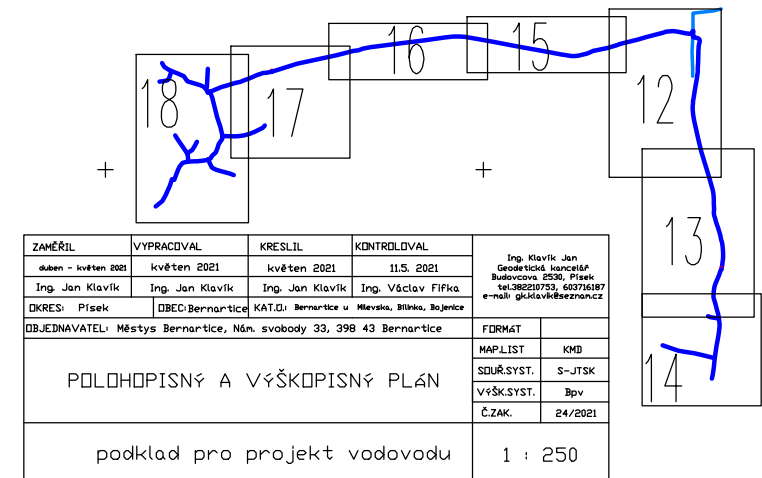 16
15
18
17
12
13
14
ZAMĚŘIL VYPRACOVAL KRESLIL KONTROLOVAL
duben - květen 2021 květen 2021 květen 2021 11.5. 2021
Ing. Jan Klavík Ing. Jan Klavík Ing. Jan Klavík Ing. Václav Fifka
Ing. Klavík Jan
Geodetická kancelář
Budovcova 2530, Písek
tel.382210753, 603716187
e-mail: gk.klavik@seznam.cz
OKRES: Písek OBEC:Bernartice KAT.Ú.: Bernartice u Milevska, Bilinka, Bojenice
OBJEDNAVATEL: Městys Bernartice, Nám. svobody 33, 398 43 Bernartice
FORMÁT
MAP.LIST KMD
SOUŘ.SYST. S-JTSK
VÝŠK.SYST. Bpv
Č.ZAK. 24/2021
POLOHOPISNÝ A VÝŠKOPISNÝ PLÁN
podklad pro projekt vodovodu 1 : 250